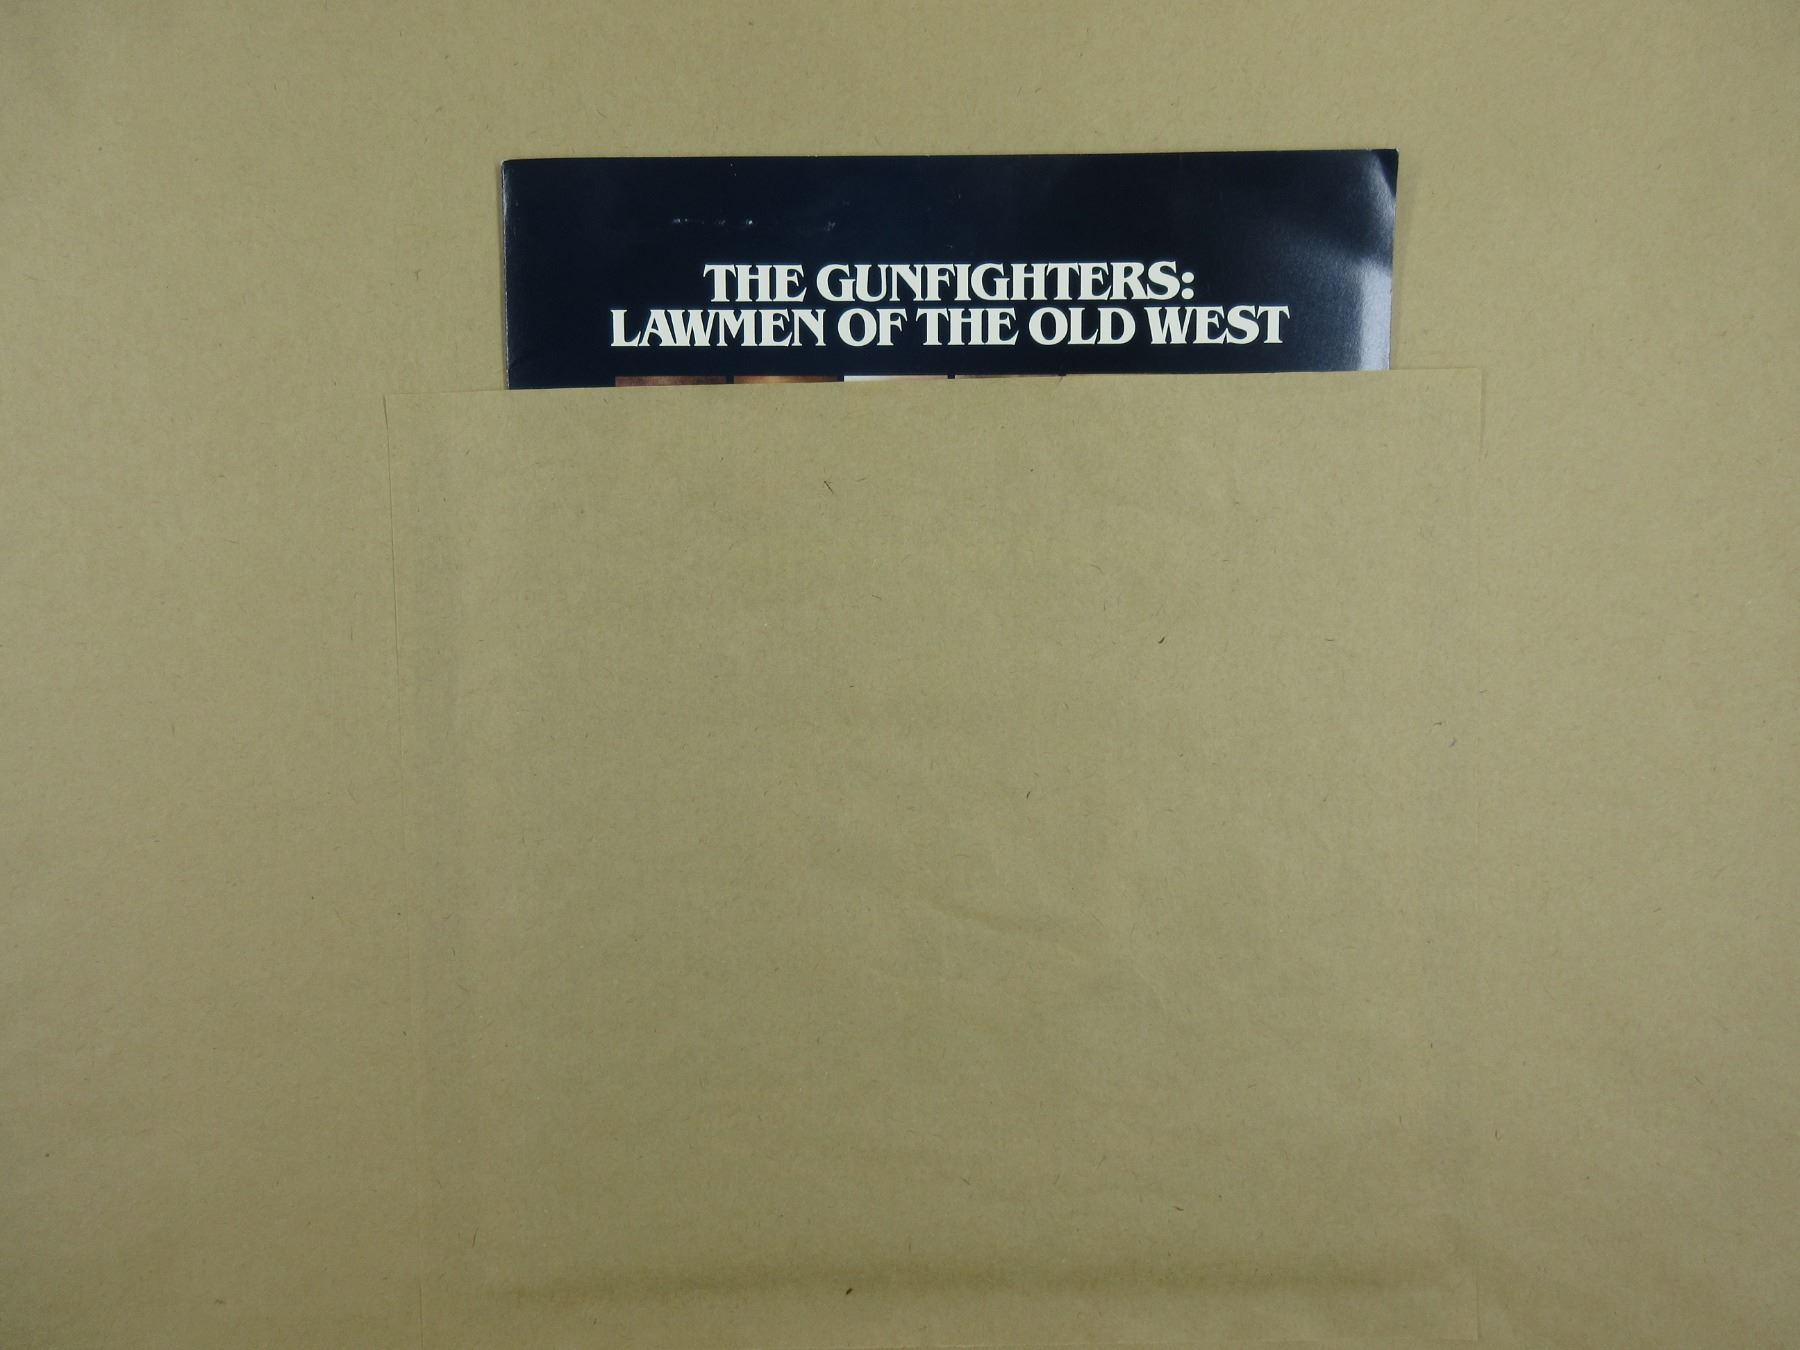 THE GUNFIGHTERS:
LAWMEN OF THE OLD WEST